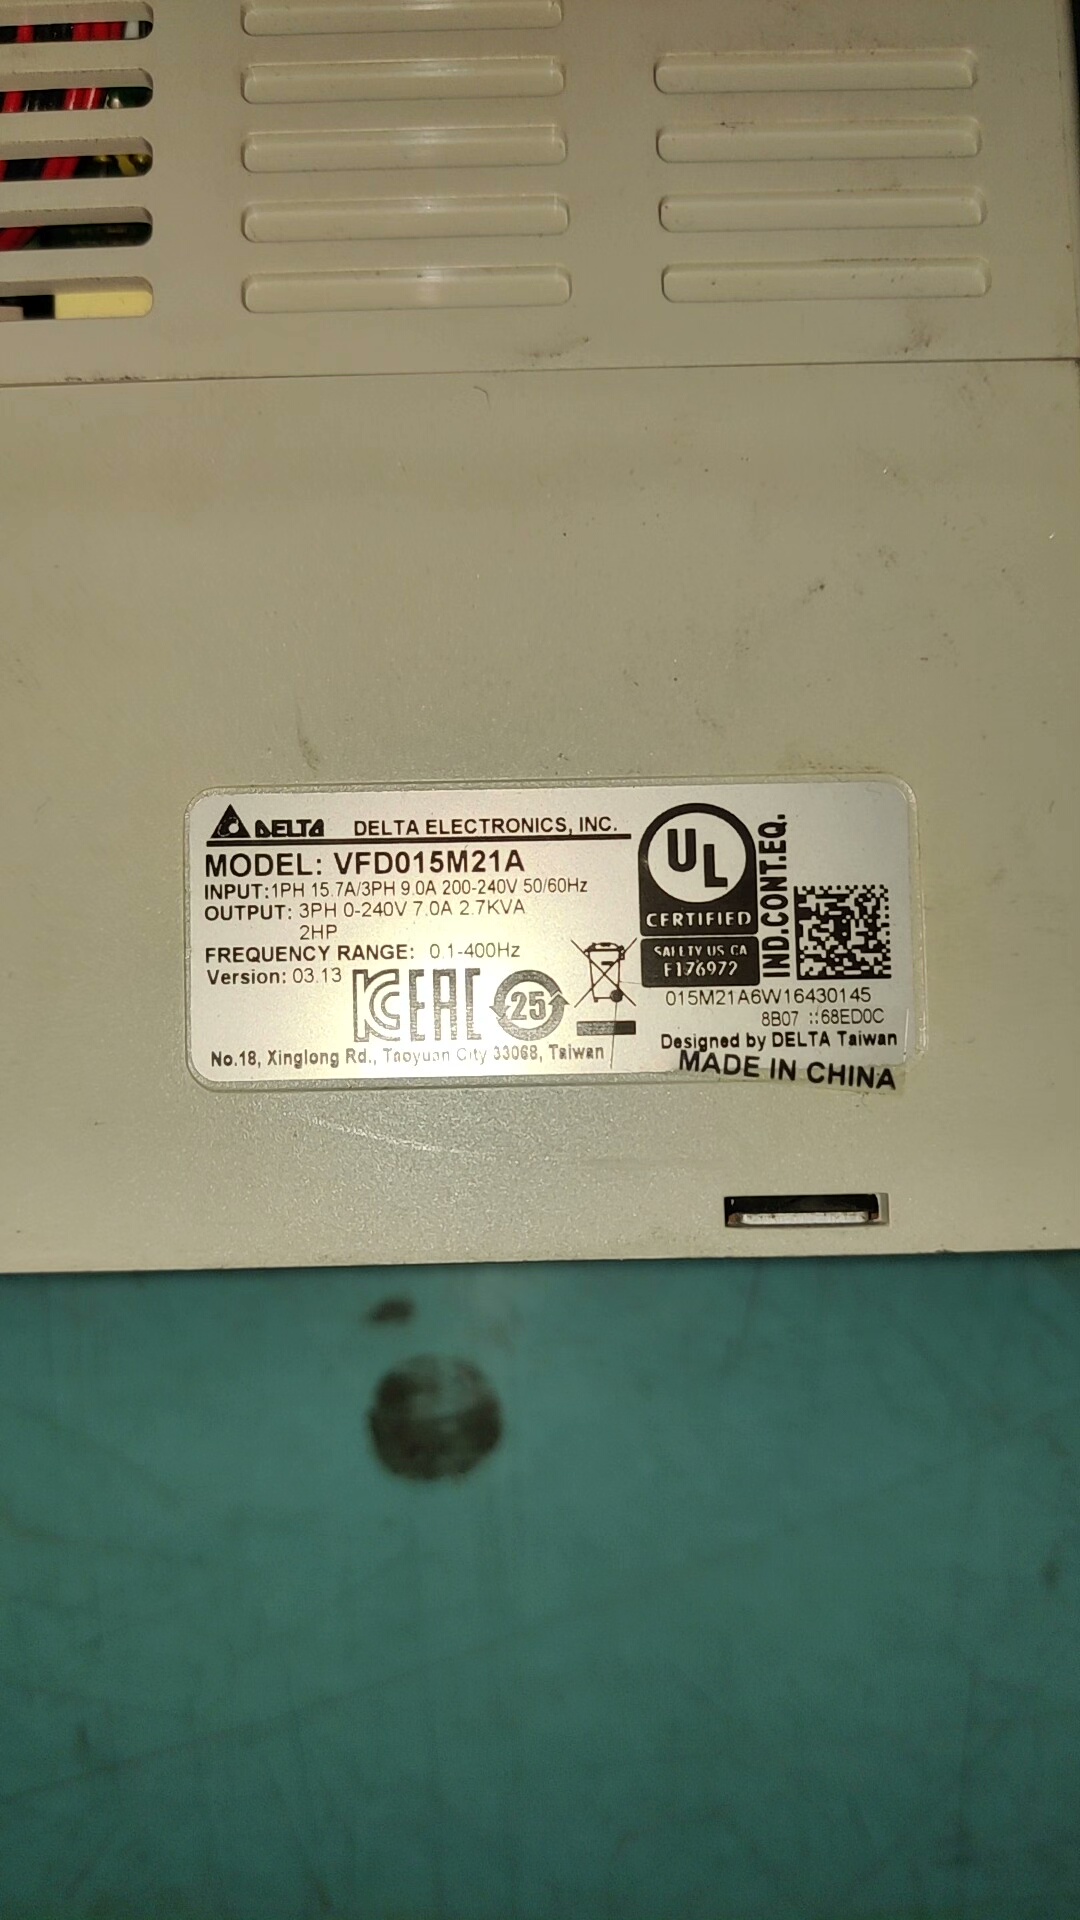 DELTA DELTA ELECTRONICS, INC.
MODEL: VFD015M21A
INPUT:1PH 15.7A/3PH 9.0A 200-240V 50/60Hz
OUTPUT: 3PH 0-240V 7.0A 2.7KVA
2HP
FREQUENCY RANGE: 0.1-400Hz
Version: 03.13
EAC
25
No.18, Xinglong Rd., Taoyuan City 33068, Taiwan
UL
CERTIFIED
SAFETY US CA
E176972
IND.CONT.EQ.
015M21A6W16430145
8B07 ::68ED0C
Designed by DELTA Taiwan
MADE IN CHINA